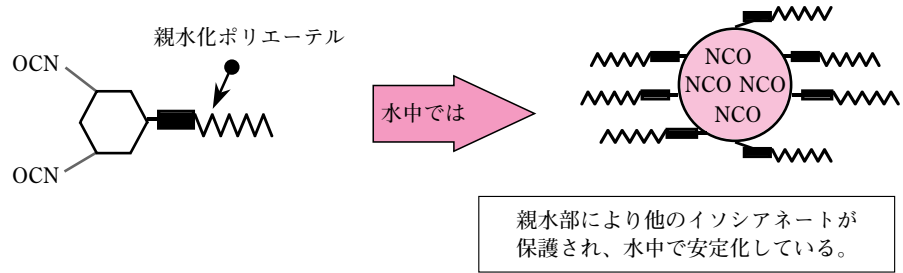 親水化ポリエーテル
OCN
OCN
水中では
NCO
NCO NCO
NCO
親水部により他のイソシアネートが
保護され、水中で安定化している。